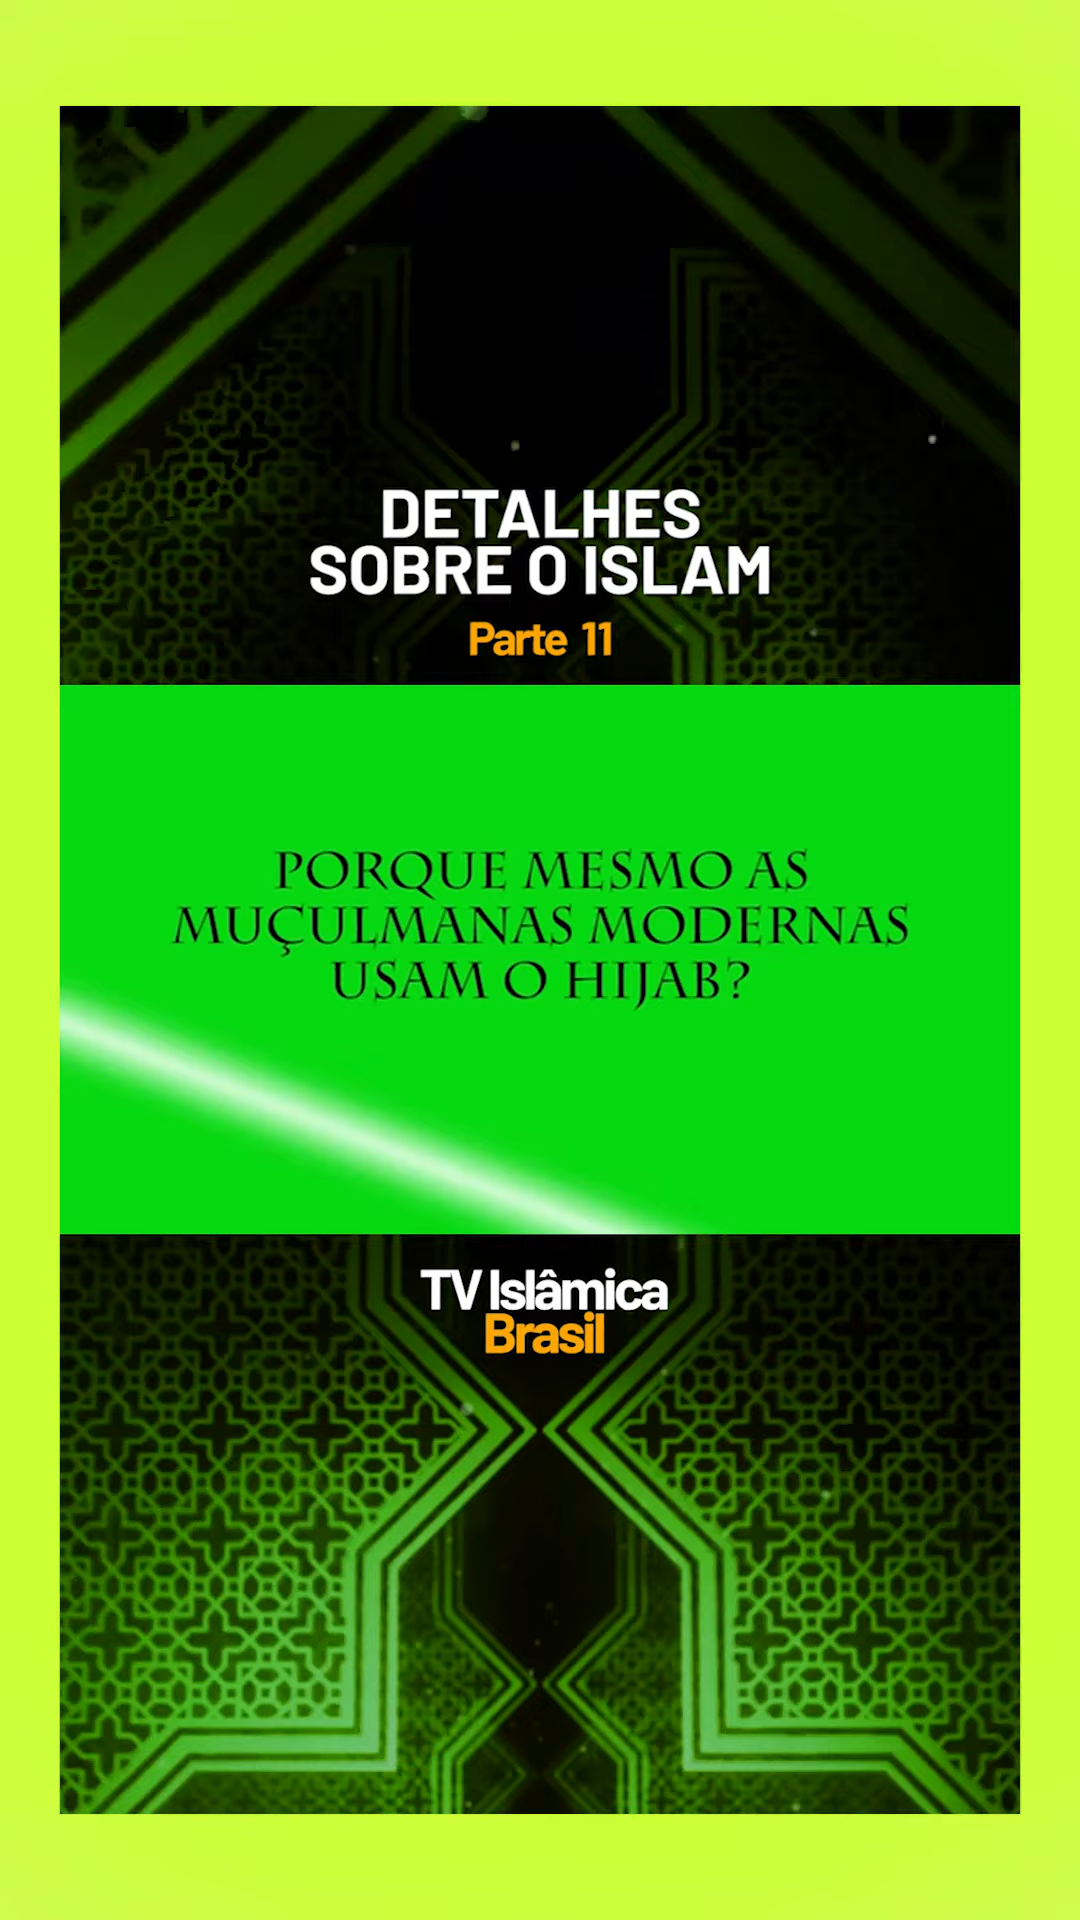 DETALHES
SOBRE O ISLAM
Parte 11
PORQUE MESMO AS
MUÇULMANAS MODERNAS
USAM O HIJAB?
TV Islâmica
Brasil